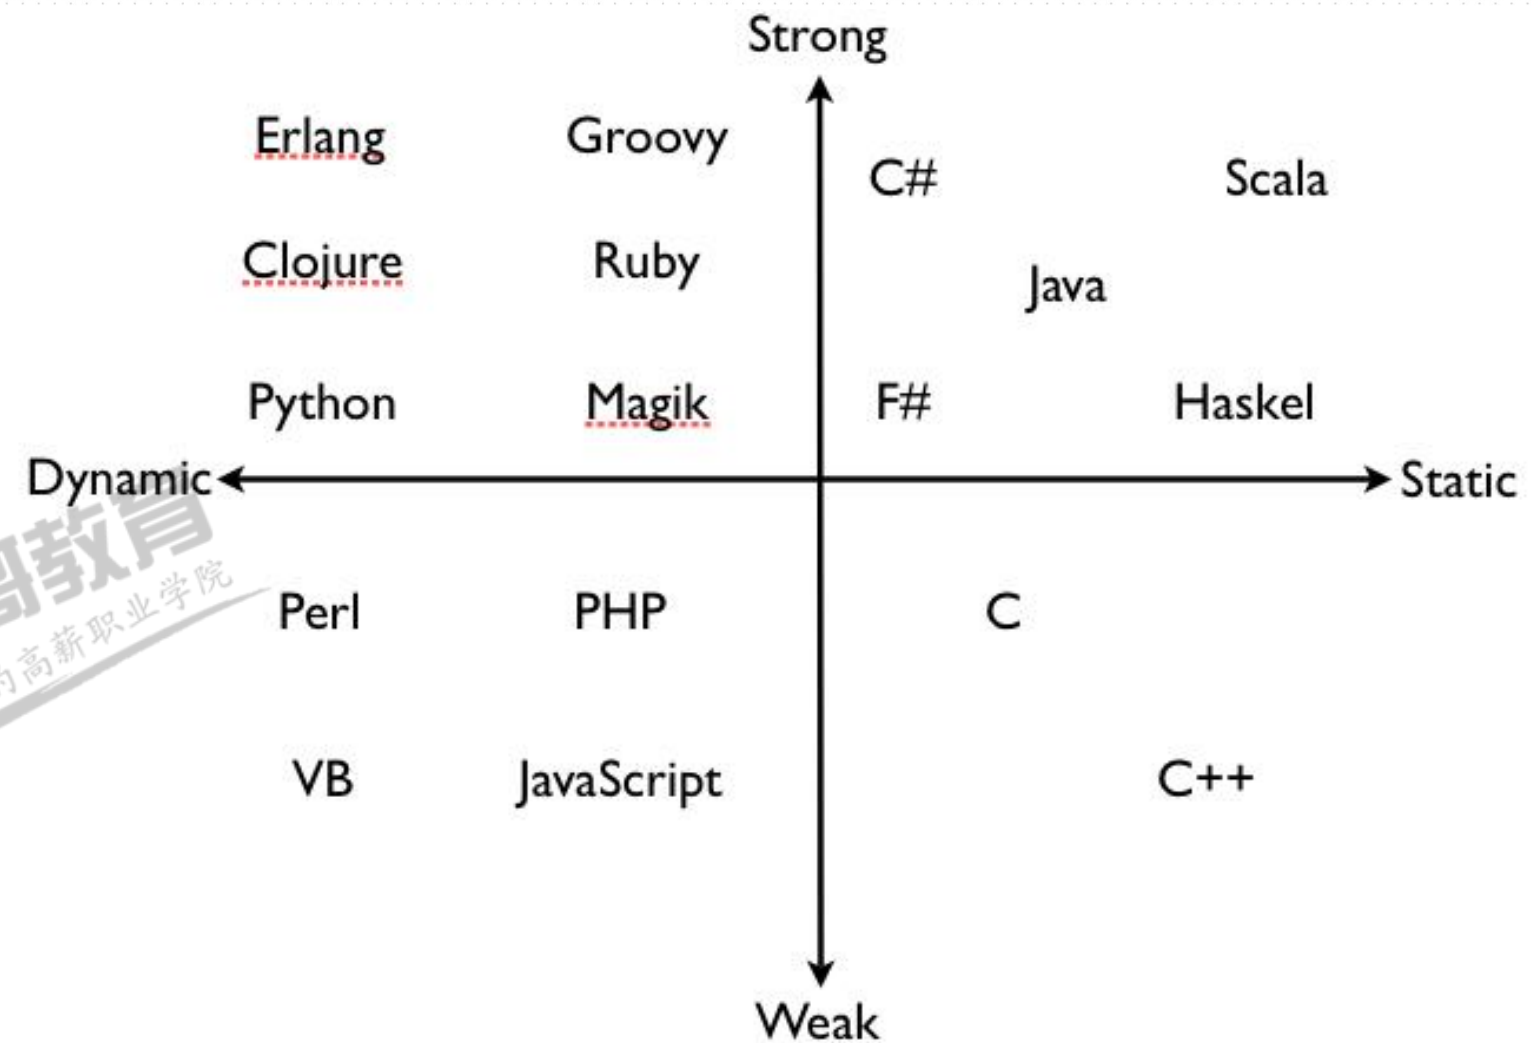 Strong
Erlang Groovy
C# Scala
Clojure Ruby
Java
Python Magik F# Haskel
Dynamic Static
教育
高薪职业学院
Perl PHP C
VB JavaScript C++
Weak